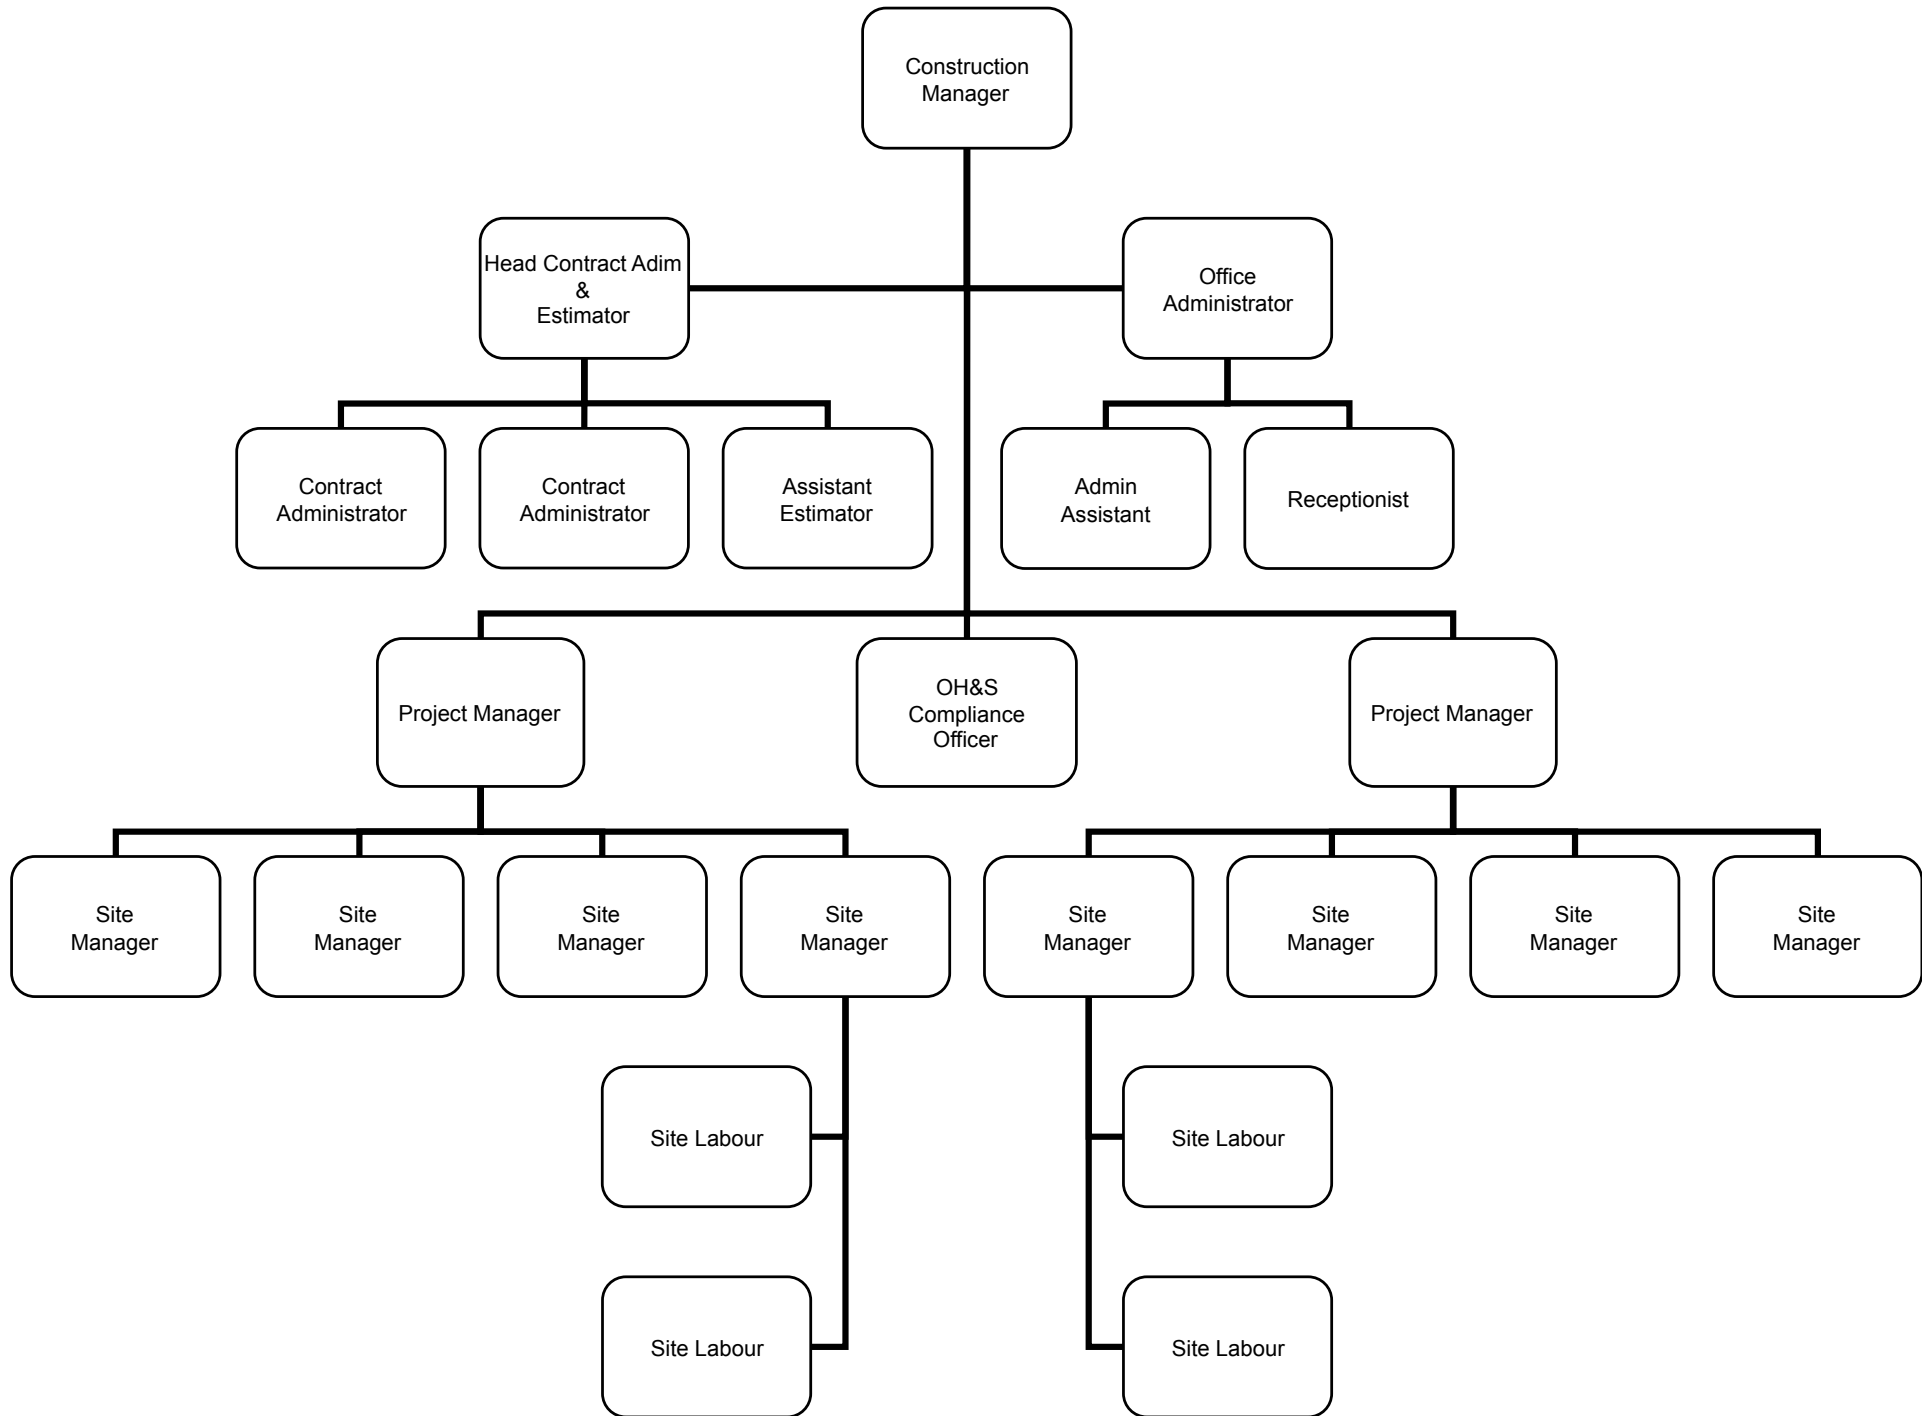 Construction
Manager
Head Contract Adim
&
Estimator
Office
Administrator
Contract
Administrator
Contract
Administrator
Assistant
Estimator
Admin
Assistant
Receptionist
Project Manager
OH&S
Compliance
Officer
Project Manager
Site
Manager
Site
Manager
Site
Manager
Site
Manager
Site
Manager
Site
Manager
Site
Manager
Site
Manager
Site Labour
Site Labour
Site Labour
Site Labour